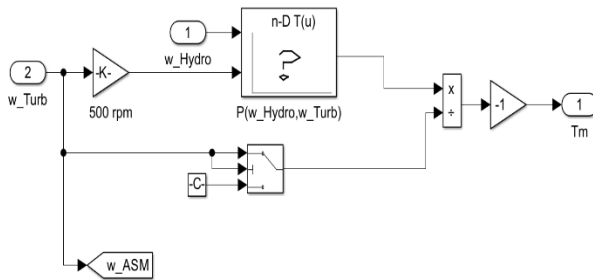 n-D T(u)
1
w_Hydro
2
-K-
w_Turb
500 rpm
P(w_Hydro,w_Turb)
x
÷
-1
1
Tm
-C-
w_ASM